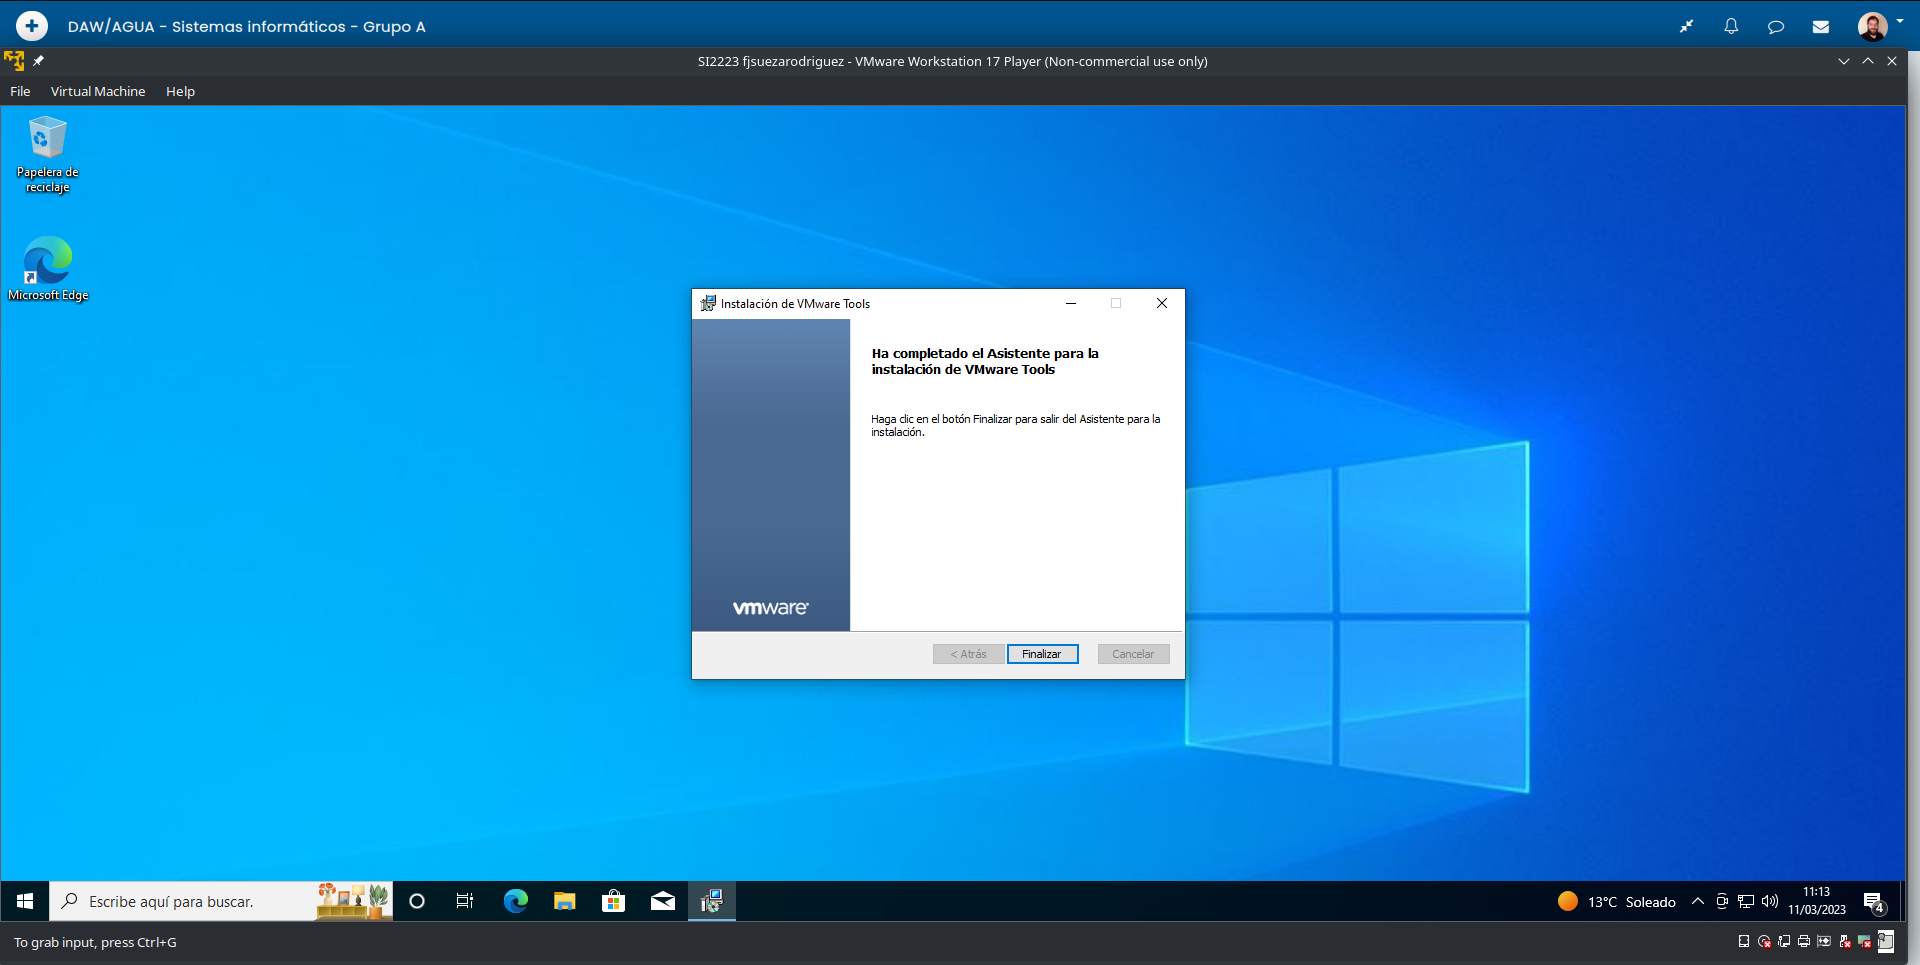 DAW/AGUA - Sistemas informáticos - Grupo A
SI2223 fjsuezarodriguez - VMware Workstation 17 Player (Non-commercial use only)
File Virtual Machine Help
Papelera de
reciclaje
Microsoft Edge
Instalación de VMware Tools
Ha completado el Asistente para la
instalación de VMware Tools
Haga clic en el botón Finalizar para salir del Asistente para la
instalación.
vmware®
< Atrás Finalizar Cancelar
Escribe aquí para buscar.
13°C Soleado
11:13
11/03/2023
4
To grab input, press Ctrl+G